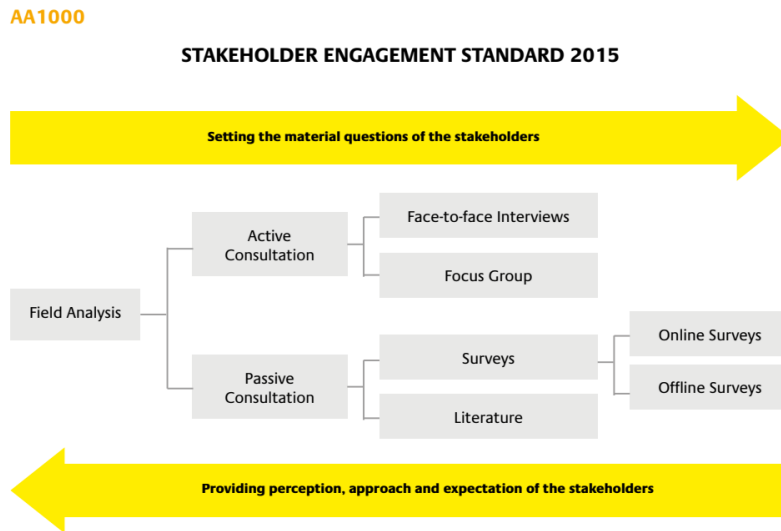 AA1000
STAKEHOLDER ENGAGEMENT STANDARD 2015
Setting the material questions of the stakeholders
Field Analysis
Active
Consultation
Face-to-face Interviews
Focus Group
Passive
Consultation
Surveys
Literature
Online Surveys
Offline Surveys
Providing perception, approach and expectation of the stakeholders